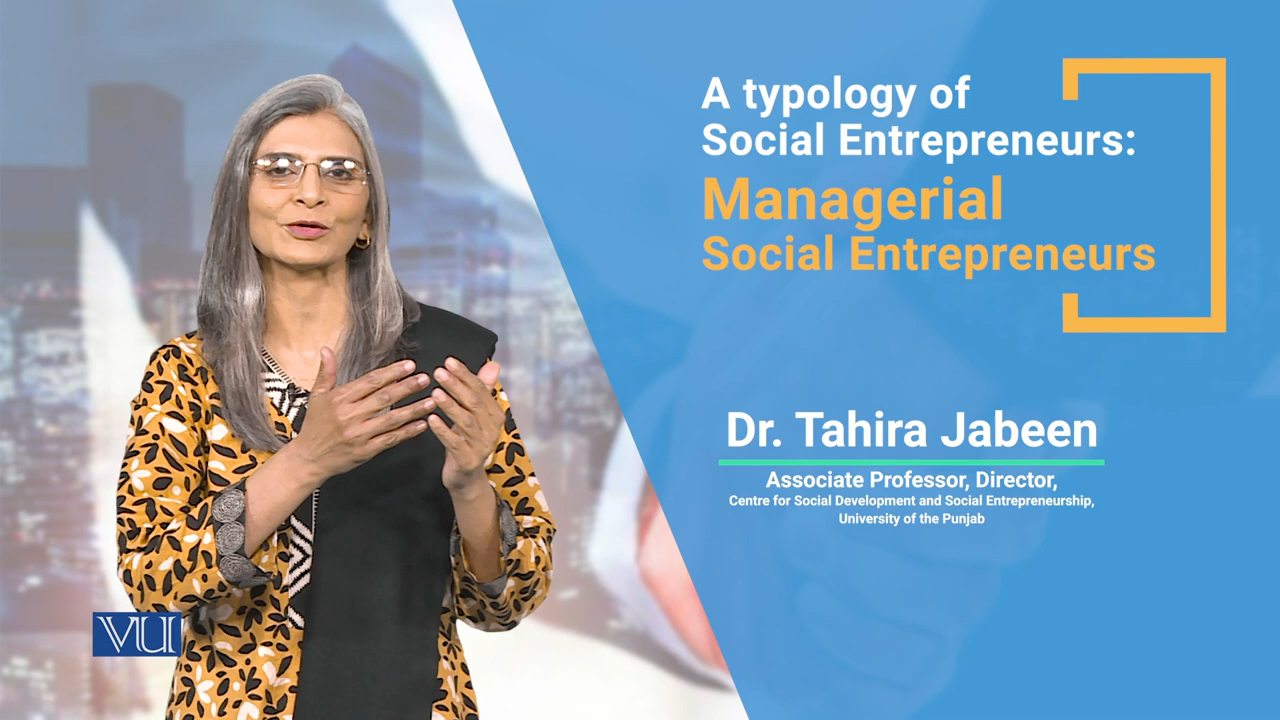 A typology of
Social Entrepreneurs:
Managerial
Social Entrepreneurs
Dr. Tahira Jabeen
Associate Professor, Director,
Centre for Social Development and Social Entrepreneurship,
University of the Punjab
VU